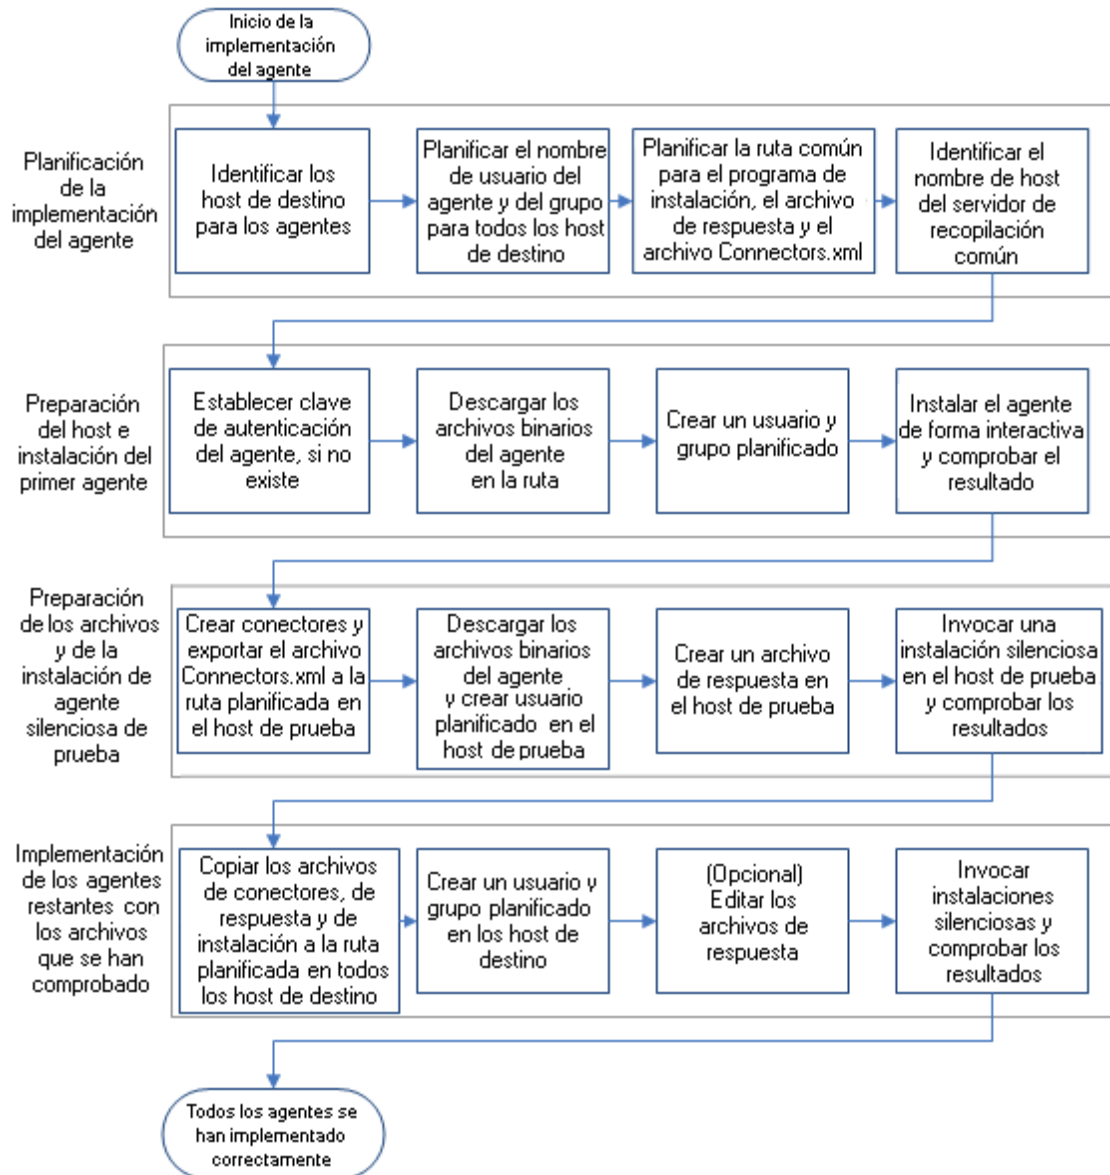 Inicio de la
implementación
del agente
Planificación
de la
implementación
del agente
Identificar los
host de destino
para los agentes
Planificar el nombre
de usuario del
agente y del grupo
para todos los host
de destino
Planificar la ruta común
para el programa de
instalación, el archivo
de respuesta y el
archivo Connectors.xml
Identificar el
nombre de host
del servidor de
recopilación
común
Preparación
del host e
instalación del
primer agente
Establecer clave
de autenticación
del agente, si no
existe
Descargar los
archivos binarios
del agente
en la ruta
Crear un usuario y
grupo planificado
Instalar el agente
de forma interactiva
y comprobar el
resultado
Preparación
de los archivos
y de la
instalación de
agente
silenciosa de
prueba
Crear conectores y
exportar el archivo
Connectors.xml a la
ruta planificada en
el host de prueba
Descargar los
archivos binarios
del agente
y crear usuario
planificado en el
host de prueba
Crear un archivo
de respuesta en
el host de prueba
Invocar una
instalación silenciosa
en el host de prueba
y comprobar los
resultados
Implementación
de los agentes
restantes con
los archivos
que se han
comprobado
Copiar los archivos
de conectores, de
respuesta y de
instalación a la ruta
planificada en todos
los host de destino
Crear un usuario y
grupo planificado
en los host de
destino
(Opcional)
Editar los
archivos de
respuesta
Invocar
instalaciones
silenciosas y
comprobar los
resultados
Todos los agentes se
han implementado
correctamente